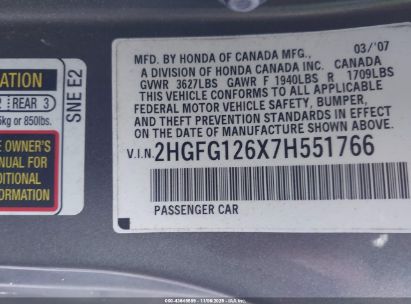 ATION
2 REAR 3
5kg or 850lbs.
E OWNER'S
NUAL FOR
DITIONAL
ORMATION
SNE E2
MFD. BY HONDA OF CANADA MFG., 03/'07
A DIVISION OF HONDA CANADA INC. CANADA
GVWR 3627LBS GAWR F 1940LBS R 1709LBS
THIS VEHICLE CONFORMS TO ALL APPLICABLE
FEDERAL MOTOR VEHICLE SAFETY, BUMPER,
AND THEFT PREVENTION STANDARDS IN EFFECT ON THE
DATE OF MANUFACTURE SHOWN ABOVE.
V.I.N. 2HGFG126X7H551766
PASSENGER CAR